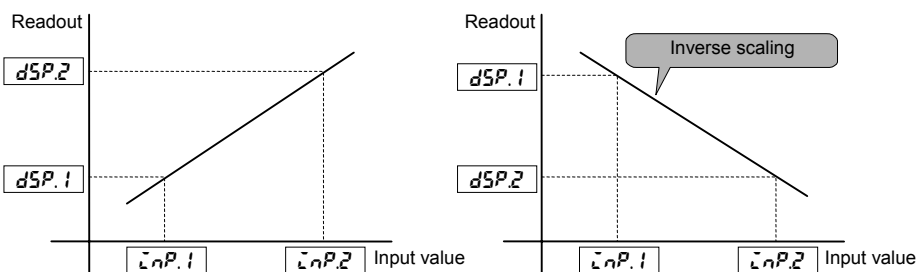 Readout
dSP.2
dSP.1
inP.1
inP.2
Input value
Readout
Inverse scaling
dSP.1
dSP.2
inP.1
inP.2
Input value